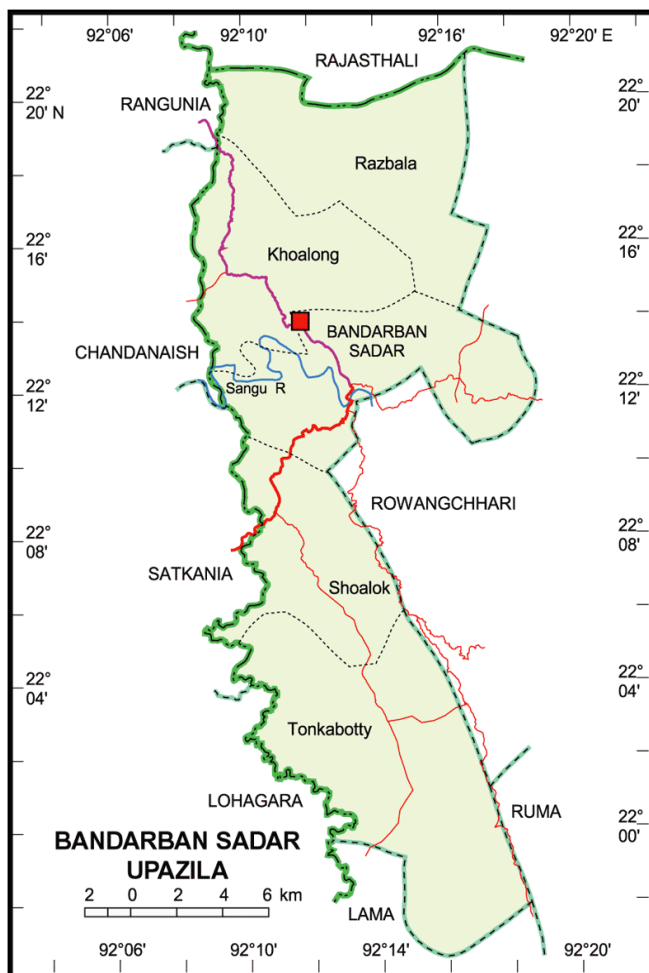 92°06' 92°10' 92°16' 92°20' E
RAJASTHALI
22°
20' N
RANGUNIA
22°
20'
Razbala
22°
16'
22°
16'
Khoalong
BANDARBAN
SADAR
CHANDANAISH
Sangu R
22°
12'
22°
12'
ROWANGCHHARI
22°
08'
22°
08'
SATKANIA
Shoalok
22°
04'
22°
04'
Tonkabotty
LOHAGARA
RUMA
22°
00'
BANDARBAN SADAR
UPAZILA
2 0 2 4 6 km
LAMA
92°06' 92°10' 92°14' 92°20'